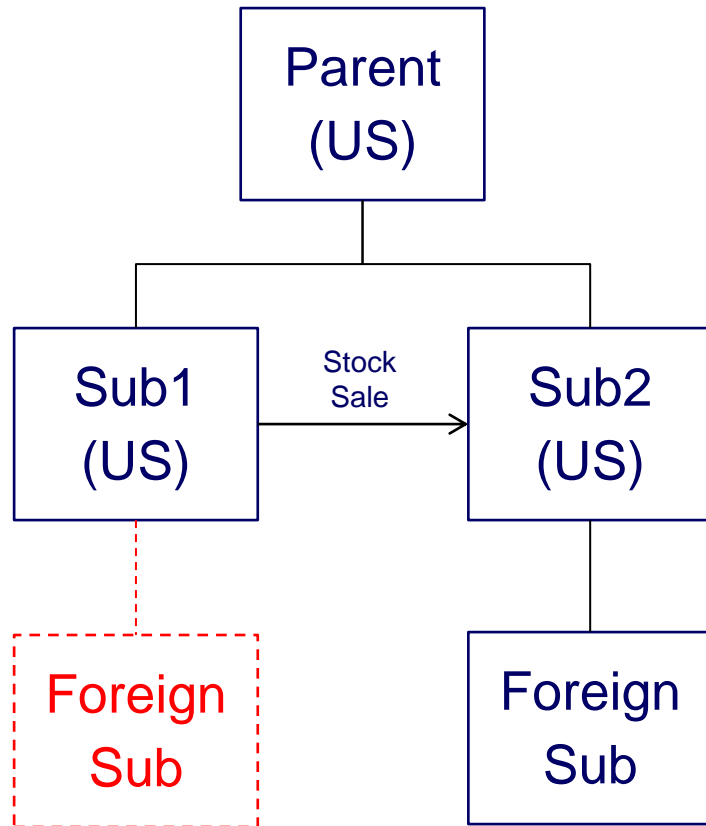 Parent
(US)
Sub1
(US)
Stock
Sale
Sub2
(US)
Foreign
Sub
Foreign
Sub